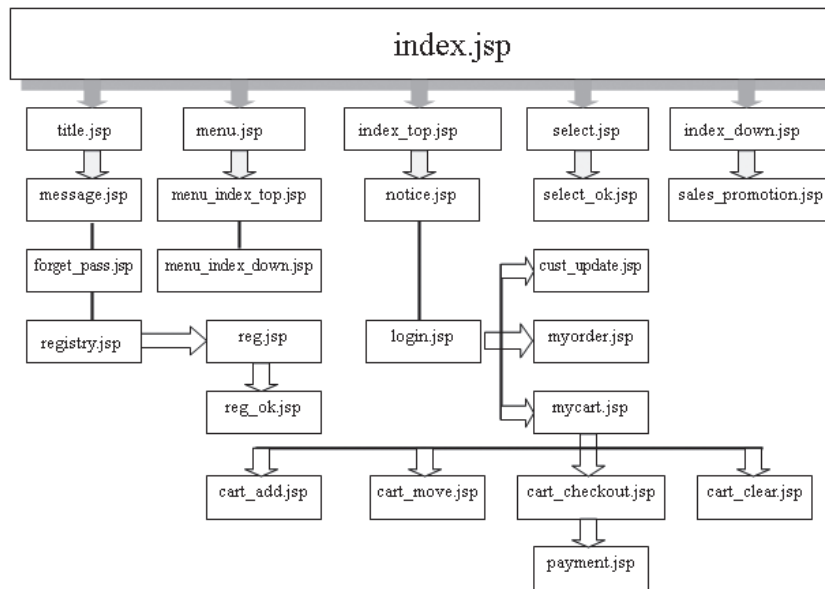 index.jsp
title.jsp
menu.jsp
index_top.jsp
select.jsp
index_down.jsp
message.jsp
menu_index_top.jsp
notice.jsp
select_ok.jsp
sales_promotion.jsp
forget_pass.jsp
menu_index_down.jsp
cust_update.jsp
registry.jsp
reg.jsp
login.jsp
myorder.jsp
reg_ok.jsp
mycart.jsp
cart_add.jsp
cart_move.jsp
cart_checkout.jsp
cart_clear.jsp
payment.jsp